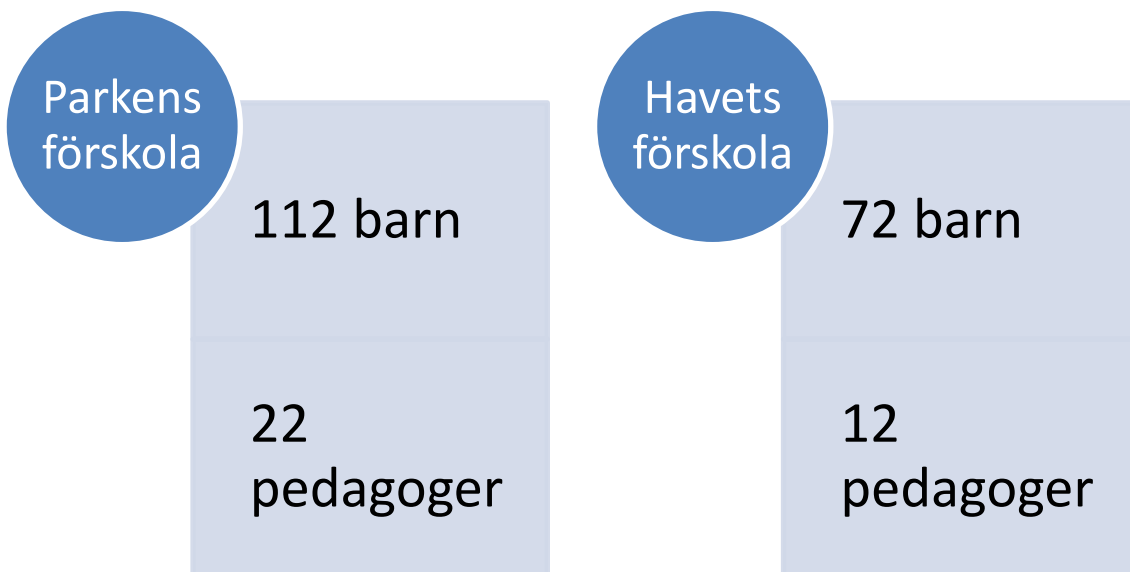 Parkens
förskola
112 barn
22
pedagoger
Havets
förskola
72 barn
12
pedagoger